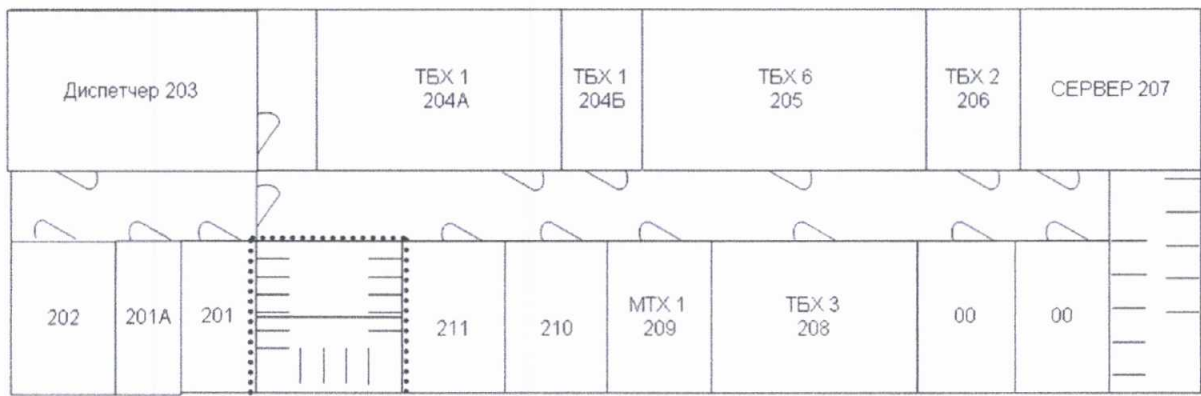 Диспетчер 203
ТБХ 1
204А
ТБХ 1
204Б
ТБХ 6
205
ТБХ 2
206
СЕРВЕР 207
202
201А
201
211
210
МТХ 1
209
ТБХ 3
208
00
00